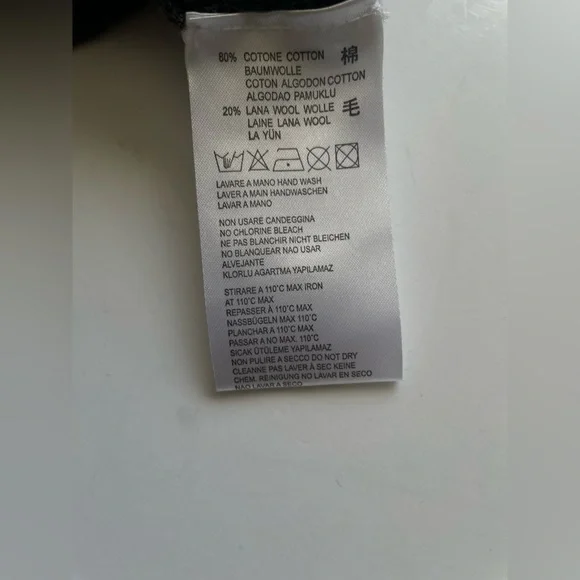 80% COTONE COTTON 棉
BAUMWOLLE
COTON ALGODON COTTON
ALGODAO PAMUKLU
20% LANA WOOL WOLLE 毛
LAINE LANA WOOL
LA YÜN
LAVARE A MANO HAND WASH
LAVER A MAIN HANDWASCHEN
LAVAR A MANO
NON USARE CANDEGGINA
NO CHLORINE BLEACH
NE PAS BLANCHIR NICHT BLEICHEN
NO BLANQUEAR NAO USAR
ALVEJANTE
KLORLU AGARTMA YAPILAMAZ
STIRARE A 110°C MAX IRON
AT 110°C MAX
REPASSER À 110°C MAX
NASSBÜGELN MAX 110°C
PLANCHAR A 110°C MAX
PASSAR A NO MAX. 110°C
SICAK ÜTÜLEME YAPILAMAZ
NON PULIRE A SECCO DO NOT DRY
CLEANNE PAS LAVER À SEC KEINE
CHEM. REINIGUNG NO LAVAR EN SECO
NAO LAVAR A SECO